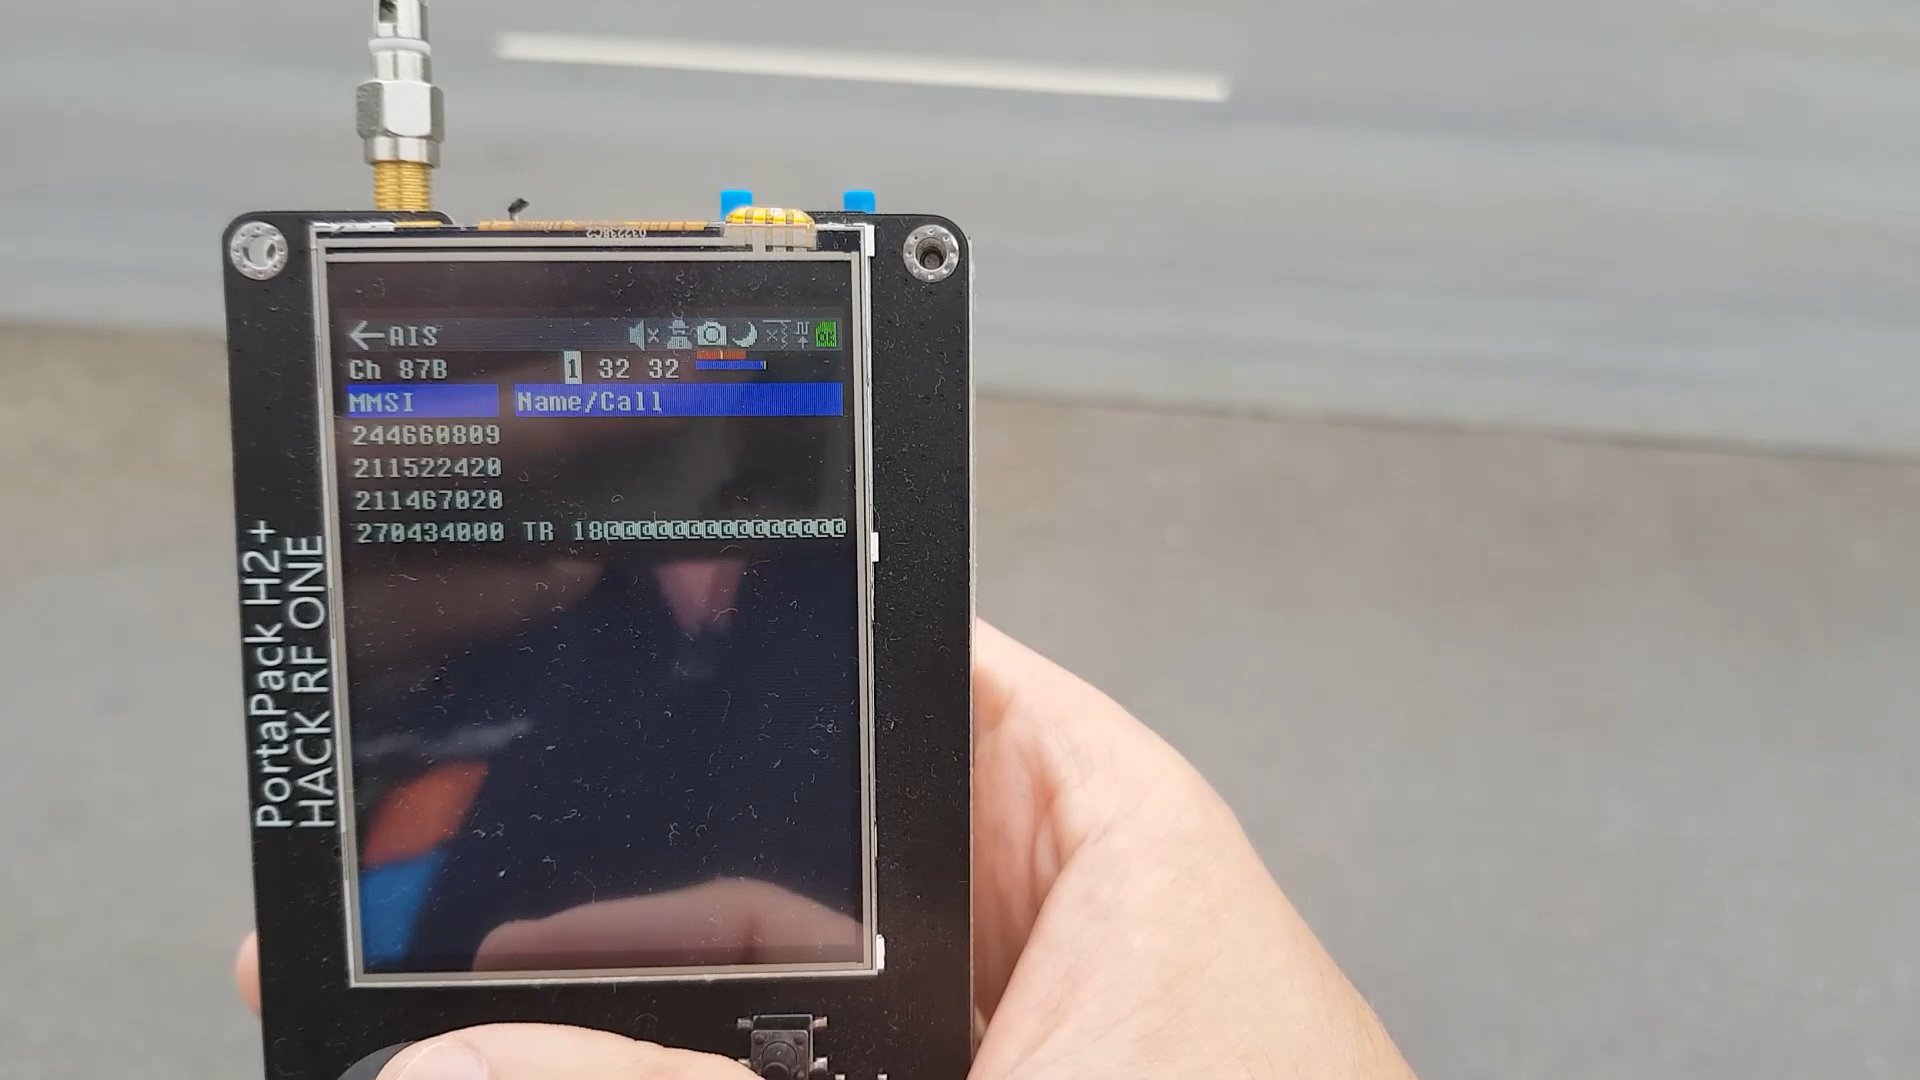 ←AIS
Ch 87B 1 32 32
MMSI Name/Call
244660809
211522420
211467020
270434000 TR 18@@@@@@@@@@@@@@@
PortaPack H2+
HACK RF ONE